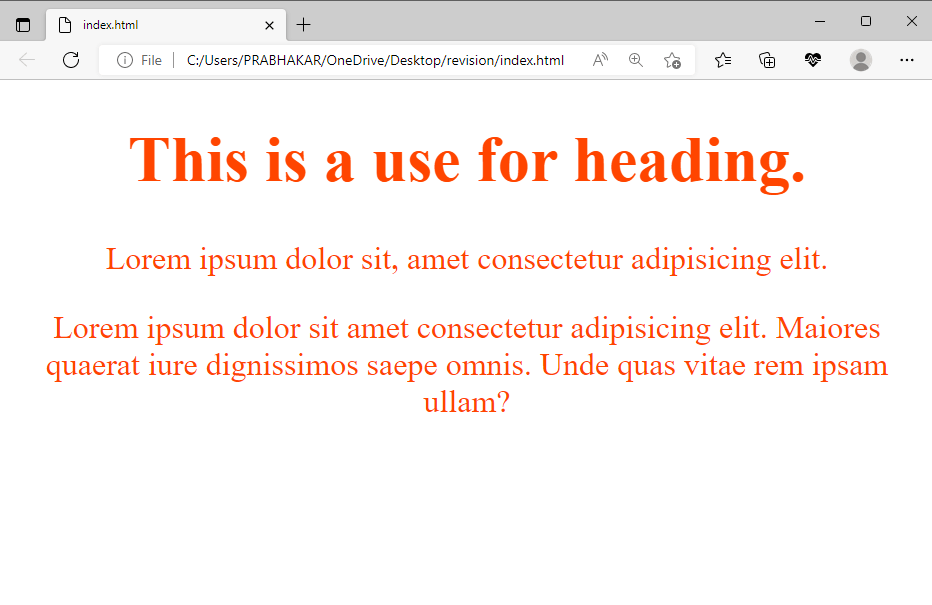 index.html
File
C:/Users/PRABHAKAR/OneDrive/Desktop/revision/index.html
This is a use for heading.
Lorem ipsum dolor sit, amet consectetur adipisicing elit.
Lorem ipsum dolor sit amet consectetur adipisicing elit. Maiores
quaerat iure dignissimos saepe omnis. Unde quas vitae rem ipsam
ullam?